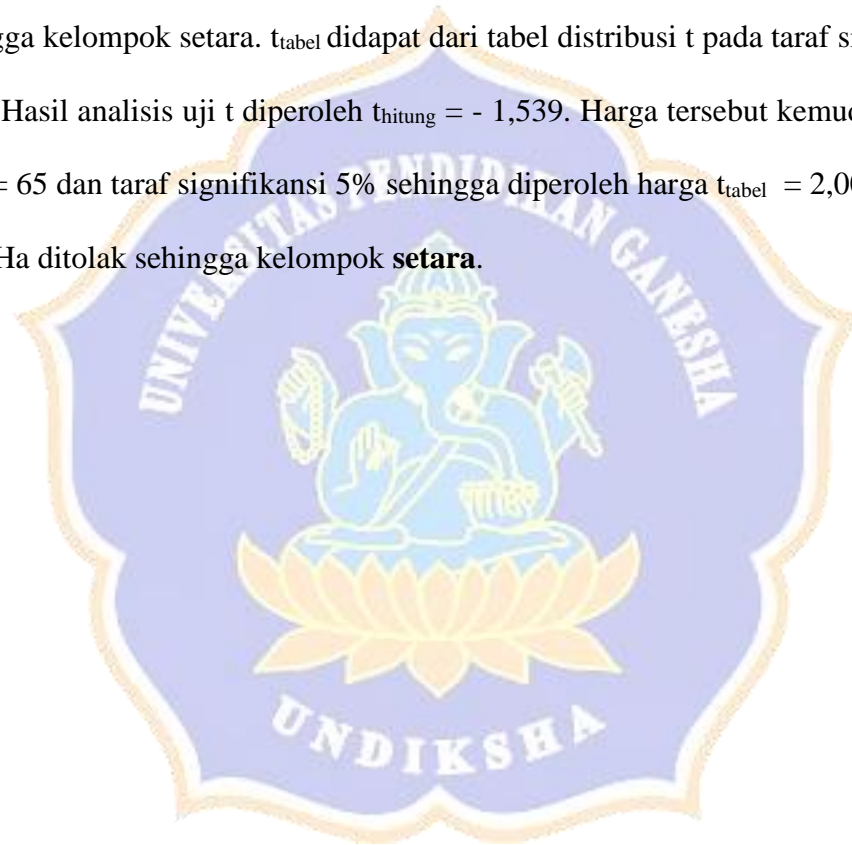 gga kelompok setara. ttabel didapat dari tabel distribusi t pada taraf si
Hasil analisis uji t diperoleh thitung = - 1,539. Harga tersebut kemud
= 65 dan taraf signifikansi 5% sehingga diperoleh harga ttabel = 2,00
Ha ditolak sehingga kelompok setara.
UNIVERSITAS PENDIDIKAN GANESHA
UNDIKSHA